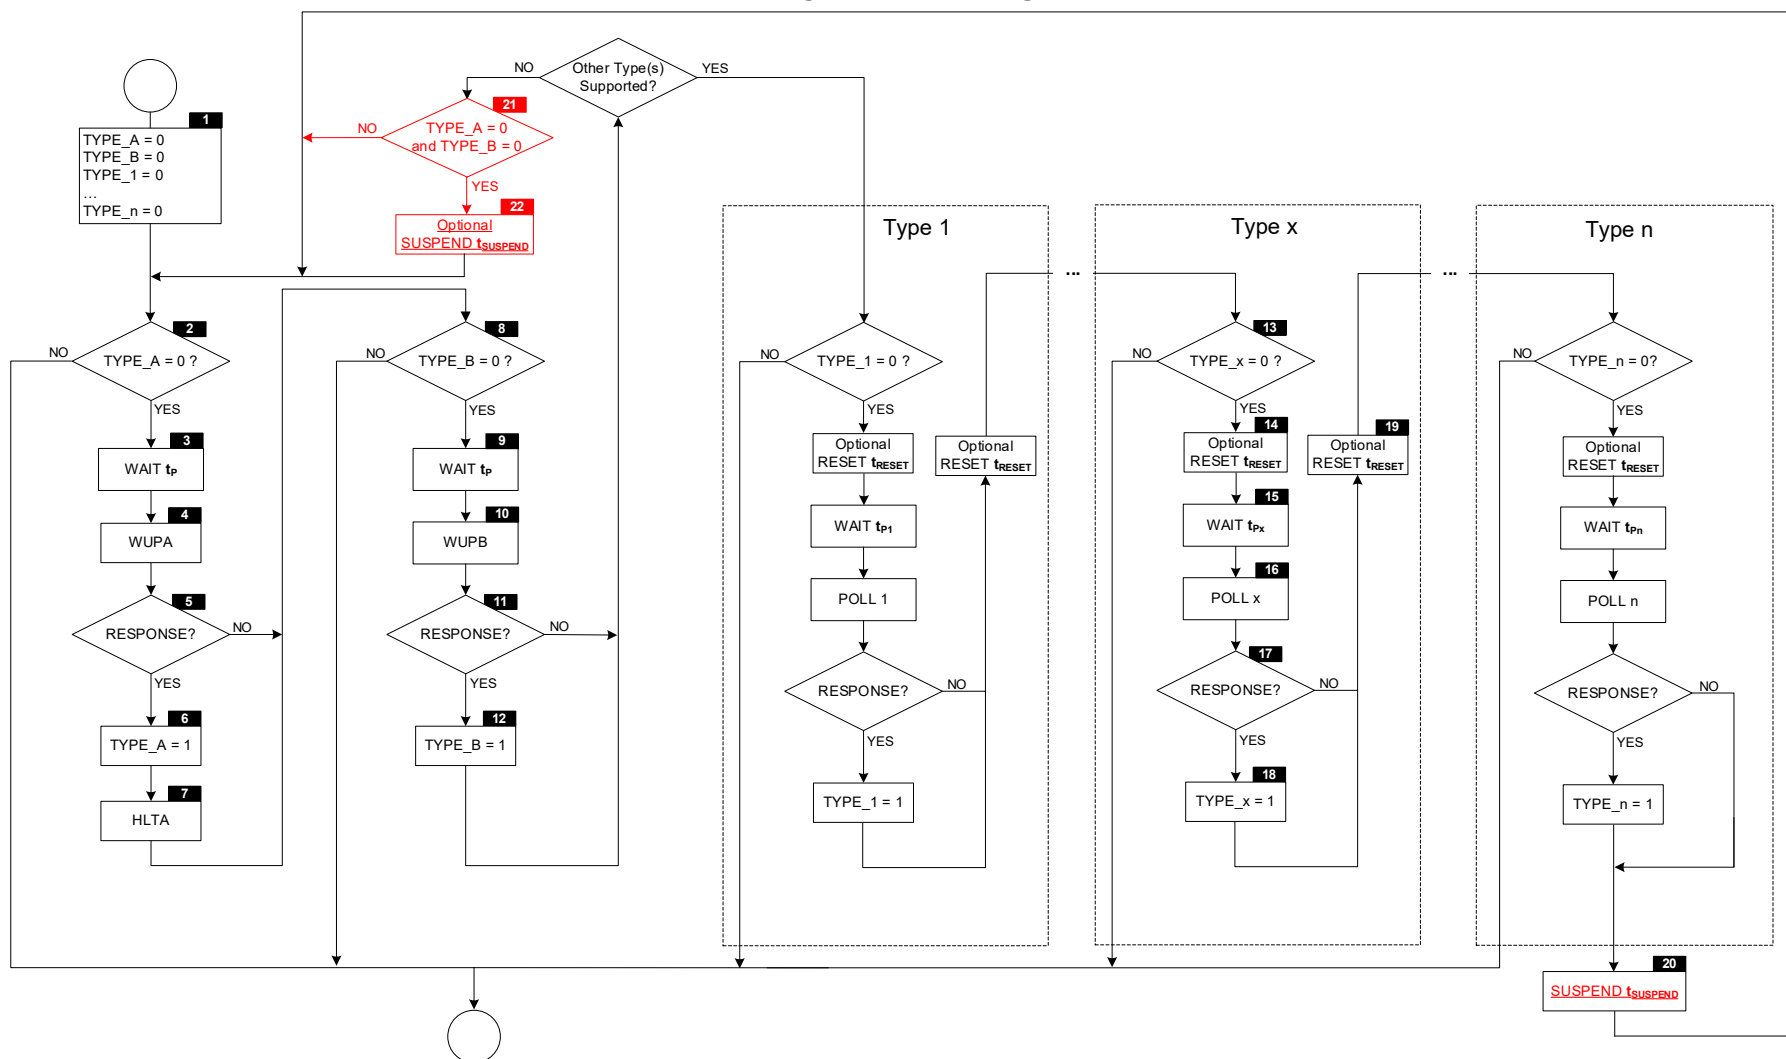 1
TYPE_A = 0
TYPE_B = 0
TYPE_1 = 0
...
TYPE_n = 0
NO
Other Type(s)
Supported?
YES
21
NO
TYPE_A = 0
and TYPE_B = 0
YES
22
Optional
SUSPEND tSUSPEND
2
NO
TYPE_A = 0 ?
YES
3
WAIT tP
4
WUPA
5
RESPONSE?
NO
YES
6
TYPE_A = 1
7
HLTA
8
NO
TYPE_B = 0 ?
YES
9
WAIT tP
10
WUPB
11
RESPONSE?
NO
YES
12
TYPE_B = 1
Type 1
NO
TYPE_1 = 0 ?
YES
Optional
RESET tRESET
WAIT tP1
POLL 1
RESPONSE?
NO
YES
TYPE_1 = 1
Optional
RESET tRESET
...
Type x
13
NO
TYPE_x = 0 ?
YES
14
Optional
RESET tRESET
15
WAIT tPx
16
POLL x
17
RESPONSE?
NO
YES
18
TYPE_x = 1
19
Optional
RESET tRESET
...
Type n
NO
TYPE_n = 0?
YES
Optional
RESET tRESET
WAIT tPn
POLL n
RESPONSE?
NO
YES
TYPE_n = 1
20
SUSPEND tSUSPEND